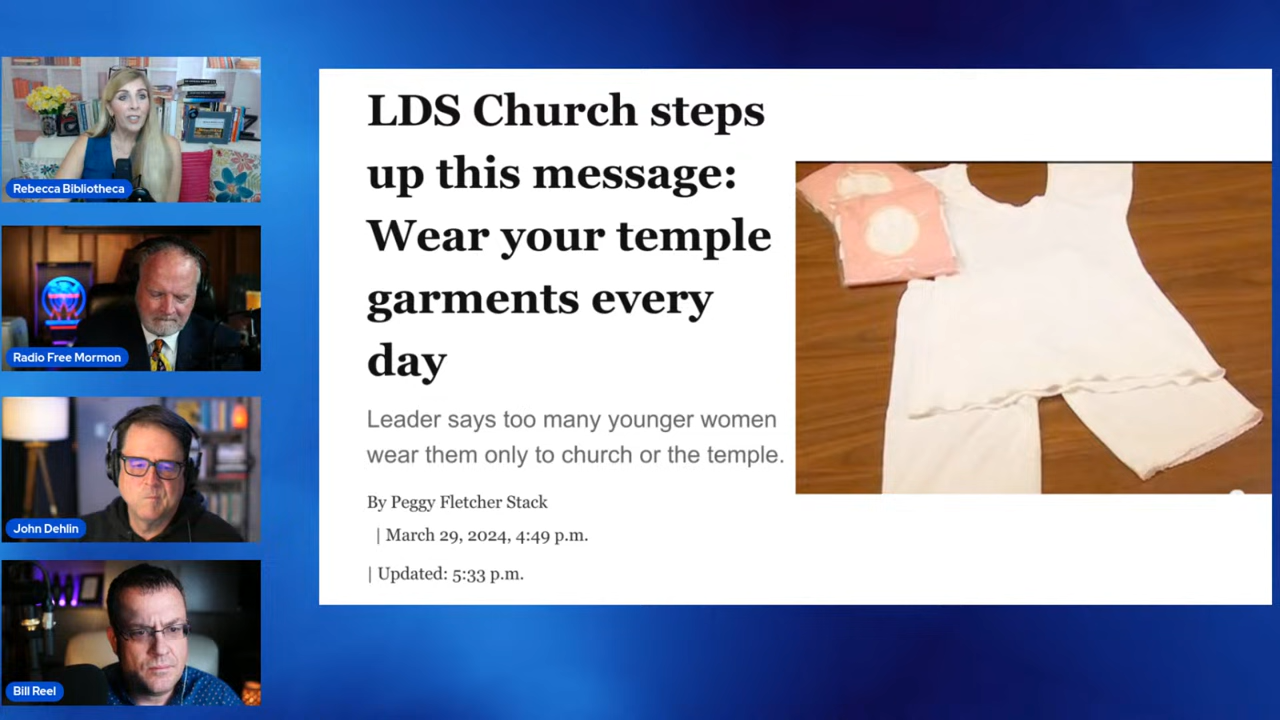 Rebecca Bibliotheca
Radio Free Mormon
John Dehlin
Bill Reel
LDS Church steps
up this message:
Wear your temple
garments every
day
Leader says too many younger women
wear them only to church or the temple.
By Peggy Fletcher Stack
| March 29, 2024, 4:49 p.m.
| Updated: 5:33 p.m.